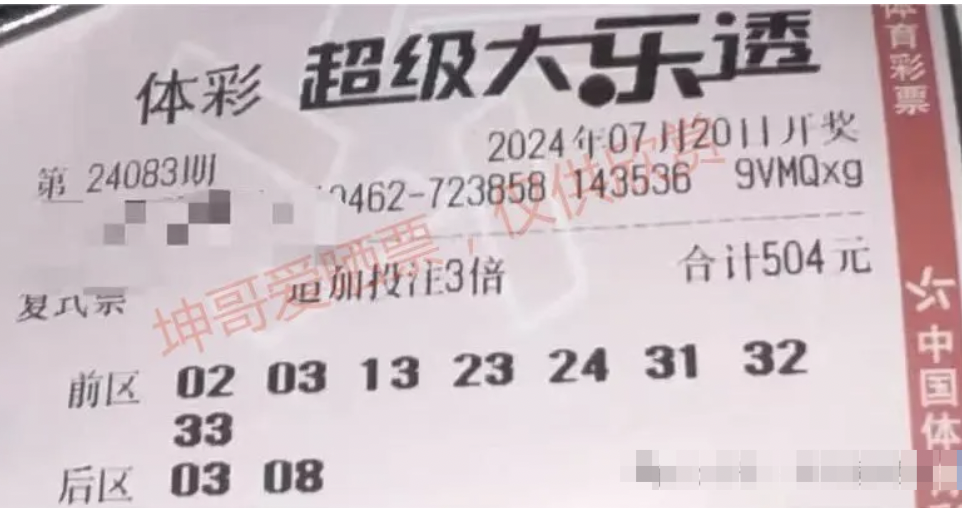 体彩 超级大乐透
第 24083期 2024年07月20日开奖
0462-723858 143536 9VMQxg
复式票 追加投注3倍 合计504元
前区 02 03 13 23 24 31 32
33
后区 03 08
坤哥爱晒票，仅供欣赏
体育彩票
中国体